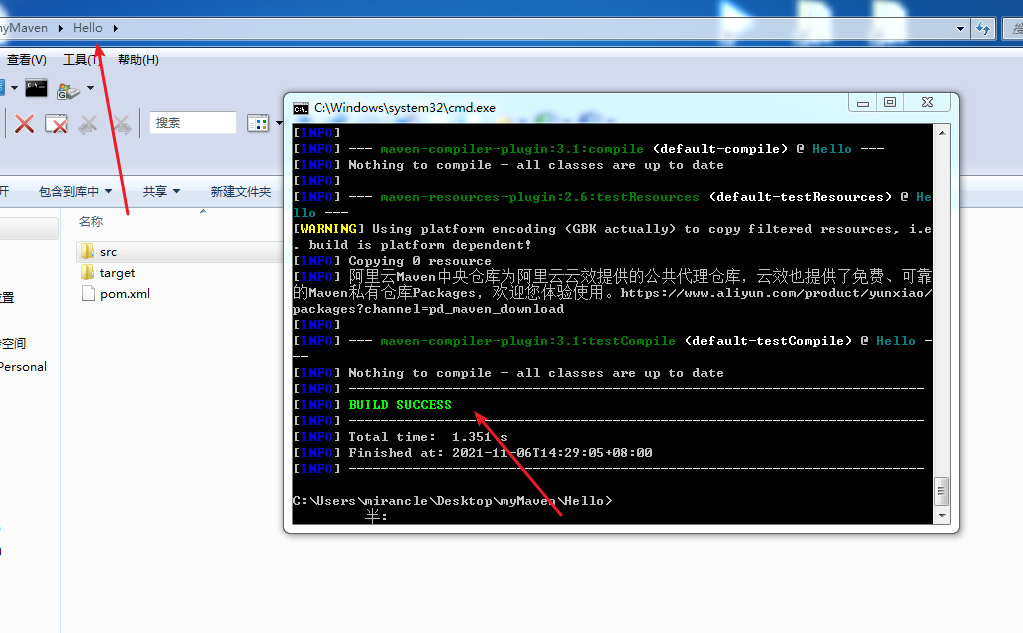 myMaven ▸ Hello ▸
查看(V) 工具(T) 帮助(H)
搜索
包含到库中 共享 新建文件夹
名称
src
target
pom.xml
Personal
C:\Windows\system32\cmd.exe
[INFO]
[INFO] --- maven-compiler-plugin:3.1:compile (default-compile) @ Hello ---
[INFO] Nothing to compile - all classes are up to date
[INFO]
[INFO] --- maven-resources-plugin:2.6:testResources (default-testResources) @ He
llo ---
[WARNING] Using platform encoding (GBK actually) to copy filtered resources, i.e
. build is platform dependent!
[INFO] Copying 0 resource
[INFO] 阿里云Maven中央仓库为阿里云云效提供的公共代理仓库，云效也提供了免费、可靠
的Maven私有仓库Packages，欢迎您体验使用。https://www.aliyun.com/product/yunxiao/
packages?channel=pd_maven_download
[INFO]
[INFO] --- maven-compiler-plugin:3.1:testCompile (default-testCompile) @ Hello -
--
[INFO] Nothing to compile - all classes are up to date
[INFO] ------------------------------------------------------------------------
[INFO] BUILD SUCCESS
[INFO] ------------------------------------------------------------------------
[INFO] Total time:  1.351 s
[INFO] Finished at: 2021-11-06T14:29:05+08:00
[INFO] ------------------------------------------------------------------------
C:\Users\mirancle\Desktop\myMaven\Hello>
半: